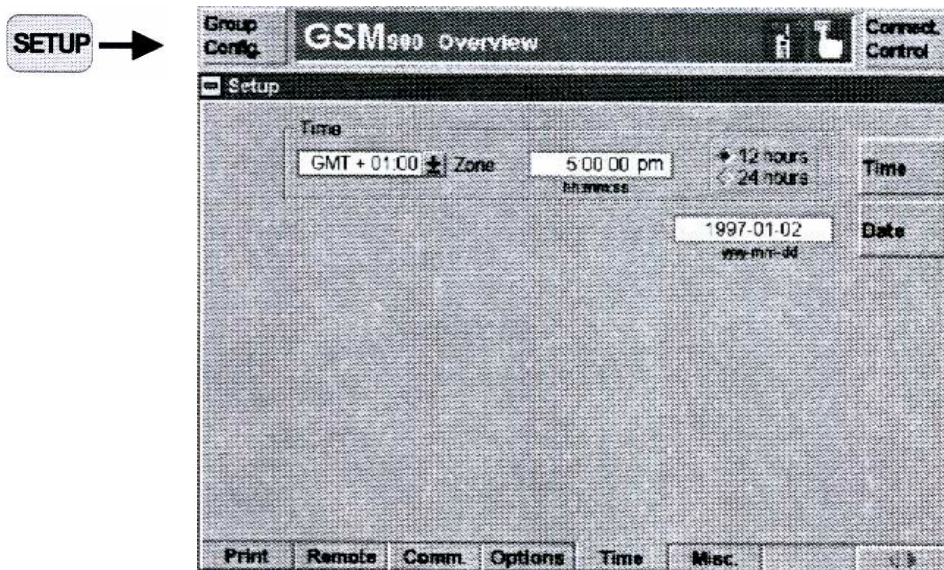 SETUP
Group Config.
GSM900 Overview
Connect. Control
Setup
Time
GMT + 01:00 Zone
5:00:00 pm
hh:mm:ss
12 hours
24 hours
Time
1997-01-02
yyyy-mm-dd
Date
Print Remote Comm. Options Time Misc.